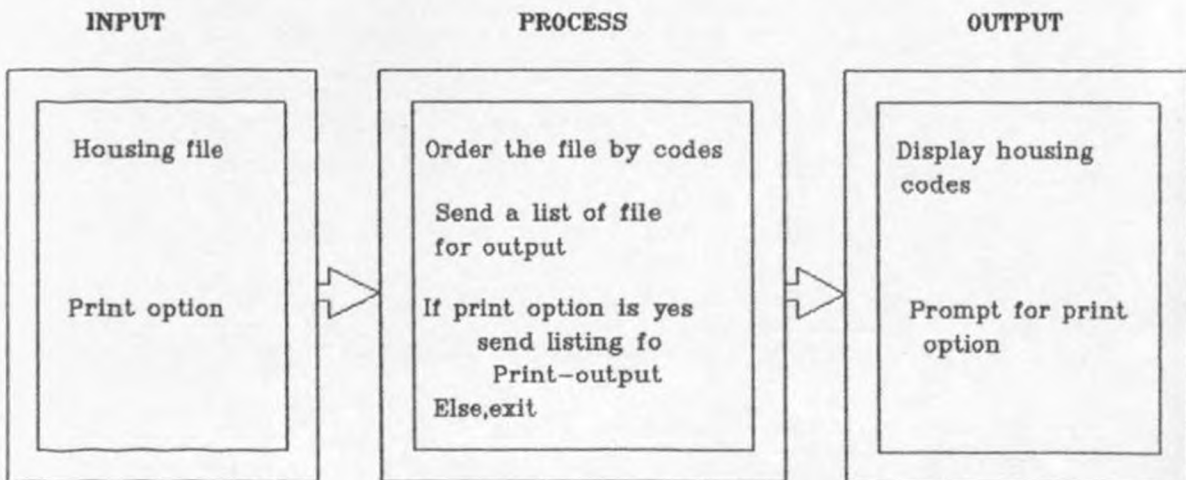 INPUT
PROCESS
OUTPUT
Housing file
Print option
Order the file by codes
Send a list of file
for output
If print option is yes
send listing fo
Print-output
Else,exit
Display housing
codes
Prompt for print
option